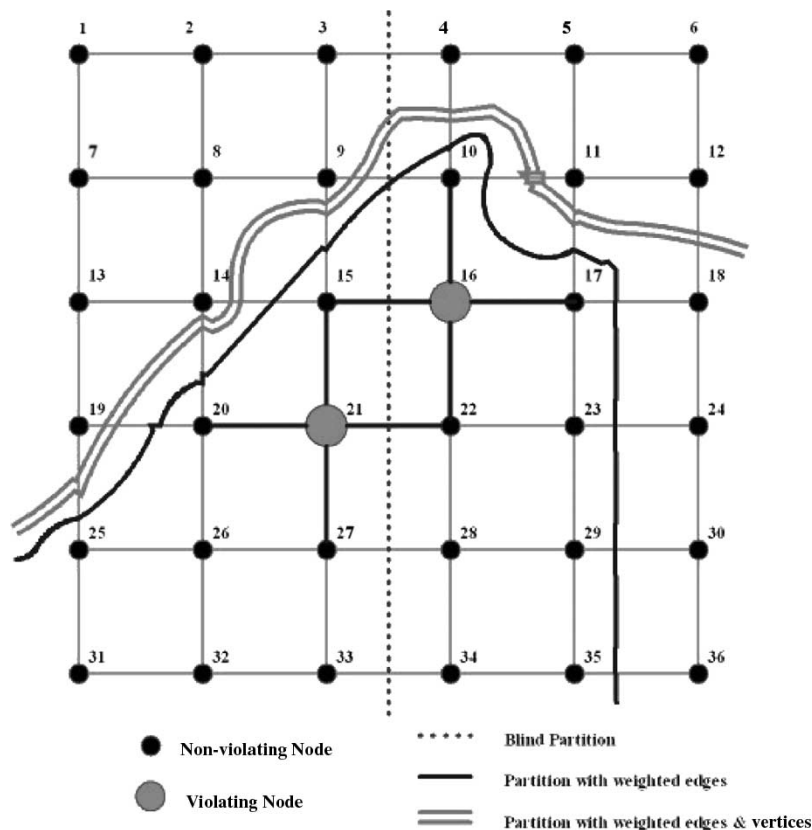 1 2 3 4 5 6
7 8 9 10 11 12
13 14 15 16 17 18
19 20 21 22 23 24
25 26 27 28 29 30
31 32 33 34 35 36
Non-violating Node
Violating Node
Blind Partition
Partition with weighted edges
Partition with weighted edges & vertices